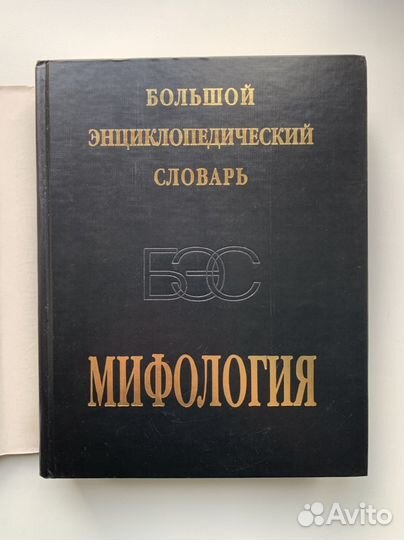 БОЛЬШОЙ
ЭНЦИКЛОПЕДИЧЕСКИЙ
СЛОВАРЬ
БЭС
МИФОЛОГИЯ
Avito